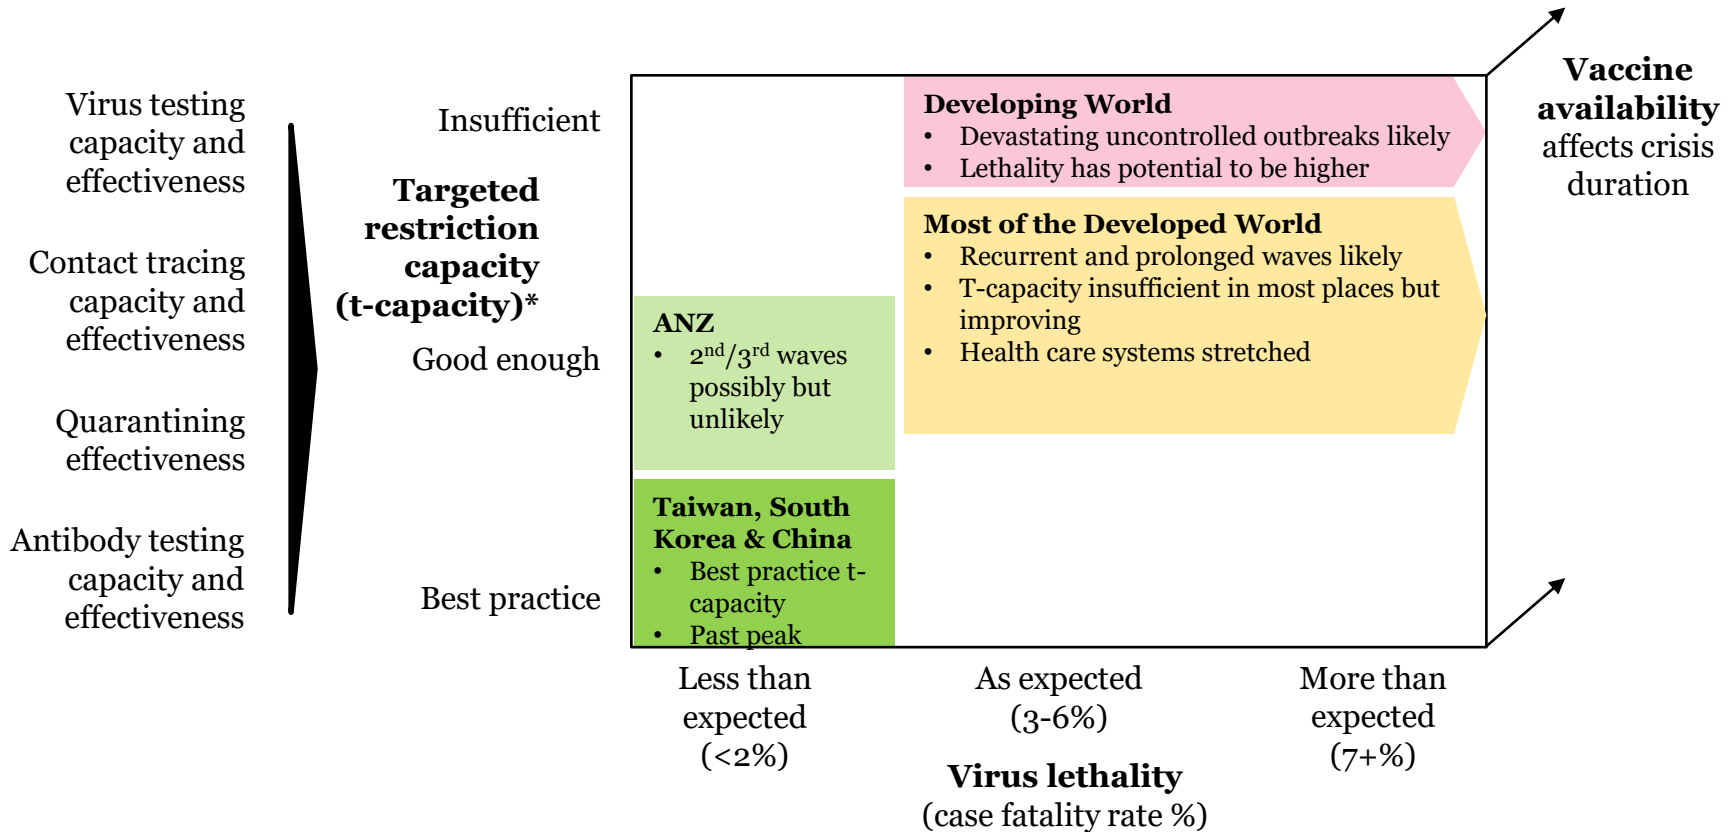 Virus testing
capacity and
effectiveness
Contact tracing
capacity and
effectiveness
Quarantining
effectiveness
Antibody testing
capacity and
effectiveness
Insufficient
Targeted
restriction
capacity
(t-capacity)*
Good enough
Best practice
Developing World
• Devastating uncontrolled outbreaks likely
• Lethality has potential to be higher
Most of the Developed World
• Recurrent and prolonged waves likely
• T-capacity insufficient in most places but
improving
• Health care systems stretched
ANZ
• 2nd/3rd waves
possibly but
unlikely
Taiwan, South
Korea & China
• Best practice t-
capacity
• Past peak
Vaccine
availability
affects crisis
duration
Less than
expected
(<2%)
As expected
(3-6%)
More than
expected
(7+%)
Virus lethality
(case fatality rate %)